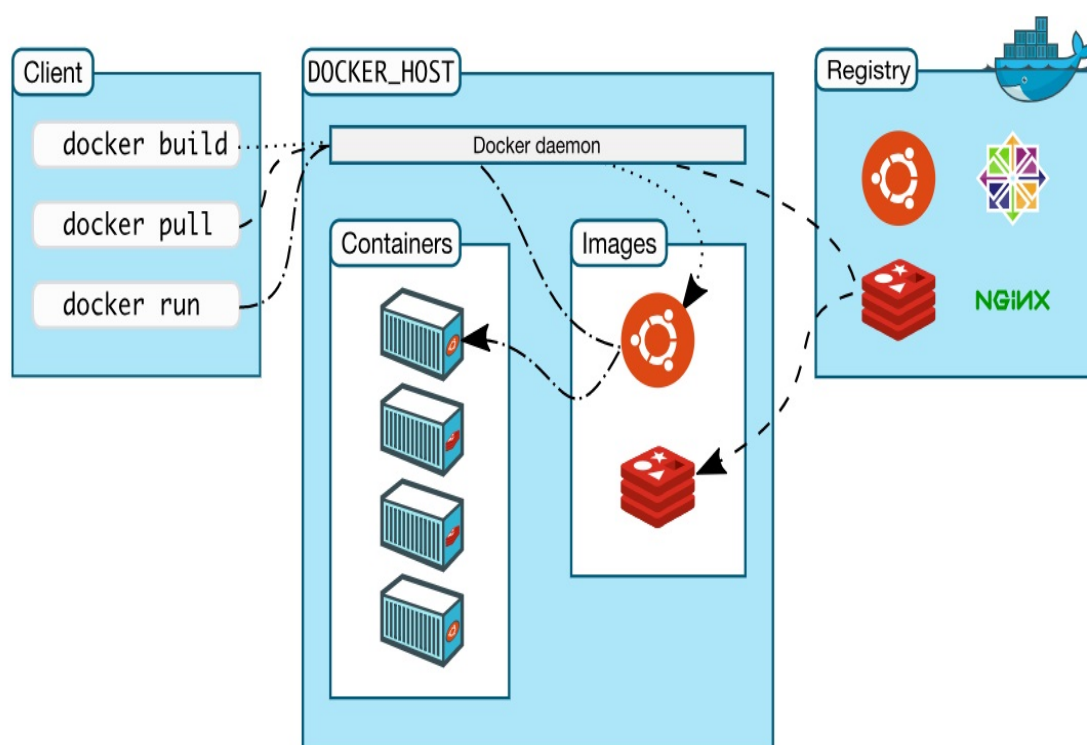 Client
docker build
docker pull
docker run
DOCKER_HOST
Docker daemon
Containers
Images
Registry
NGiNX